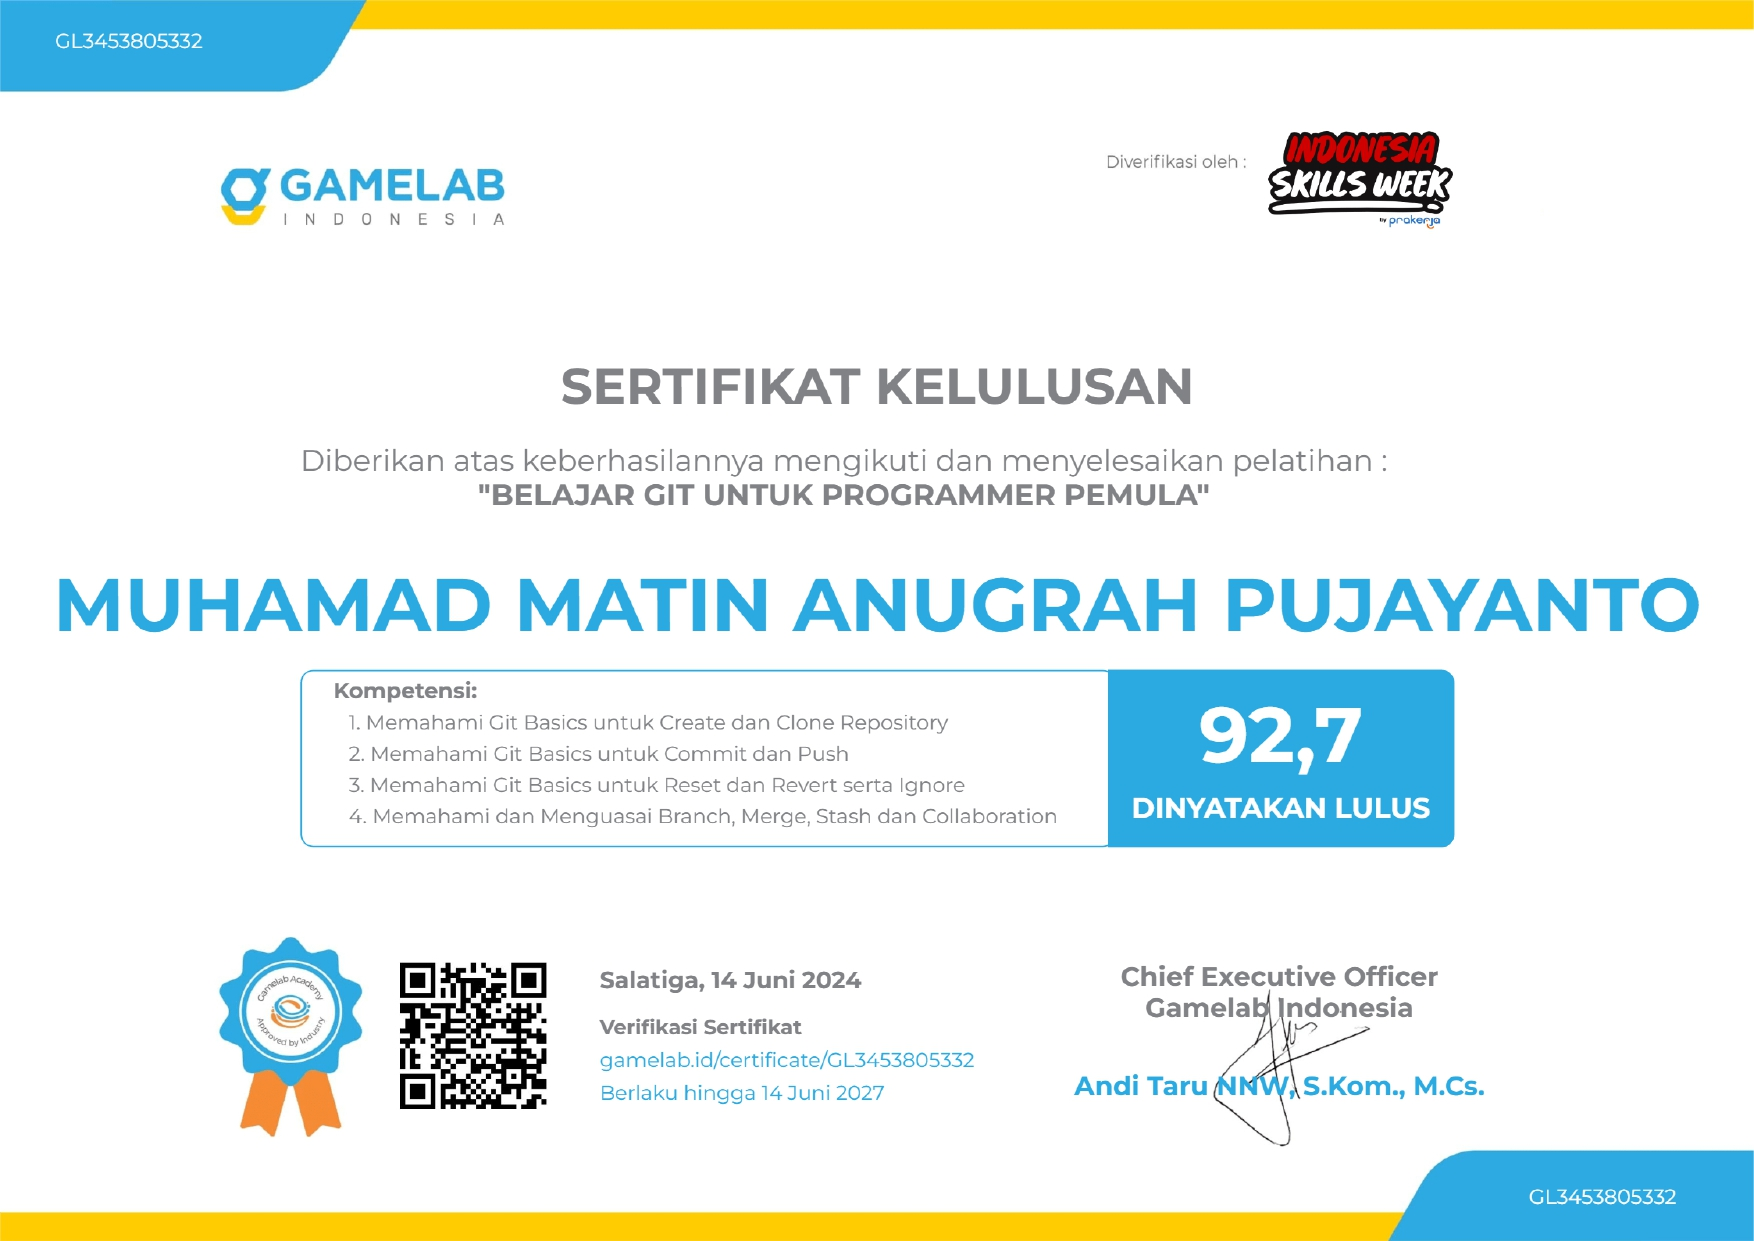 GL3453805332
GAMELAB
INDONESIA
Diverifikasi oleh :
INDONESIA
SKILLS WEEK
by prakerja
SERTIFIKAT KELULUSAN
Diberikan atas keberhasilannya mengikuti dan menyelesaikan pelatihan :
"BELAJAR GIT UNTUK PROGRAMMER PEMULA"
MUHAMAD MATIN ANUGRAH PUJAYANTO
Kompetensi:
1. Memahami Git Basics untuk Create dan Clone Repository
2. Memahami Git Basics untuk Commit dan Push
3. Memahami Git Basics untuk Reset dan Revert serta Ignore
4. Memahami dan Menguasai Branch, Merge, Stash dan Collaboration
92,7
DINYATAKAN LULUS
Gamelab Academy
Approved by Industry
Salatiga, 14 Juni 2024
Verifikasi Sertifikat
gamelab.id/certificate/GL3453805332
Berlaku hingga 14 Juni 2027
Chief Executive Officer
Gamelab Indonesia
Andi Taru NNW, S.Kom., M.Cs.
GL3453805332